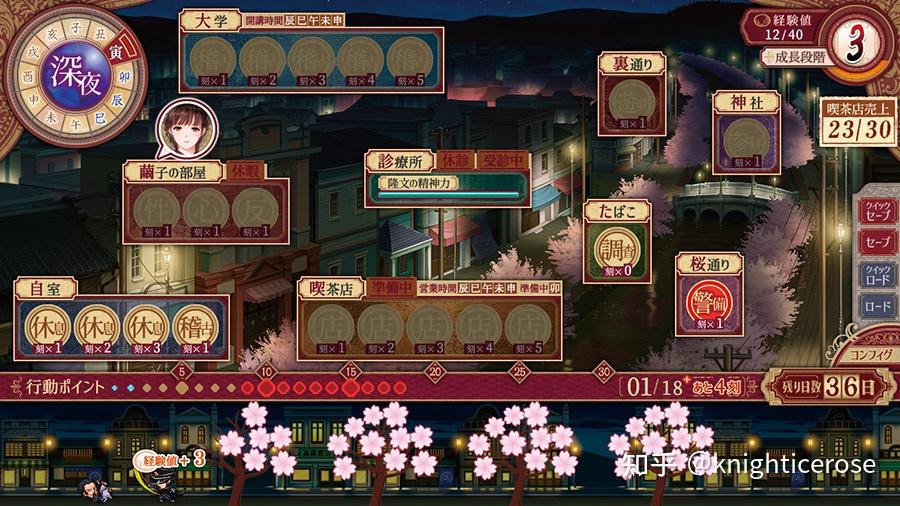 子
丑
寅
卯
辰
巳
午
未
申
酉
戌
亥
深夜
大学
開講時間 辰巳午未申
刻×1
刻×2
刻×3
刻×4
刻×5
経験値
12/40
成長段階
3
裏通り
刻×1
神社
刻×1
喫茶店売上
23/30
繭子の部屋
休暇
性
反
刻×1
刻×1
刻×1
診療所
休診
受診中
隆文の精神力
たばこ
調査
刻×0
クイックセーブ
セーブ
クイックロード
ロード
コンフィグ
桜通り
警備
刻×1
自室
休息
休息
休息
稽古
刻×1
刻×2
刻×3
刻×1
喫茶店
準備中
営業時間 辰巳午未申 準備中 卯
店
店
店
店
店
刻×1
刻×2
刻×3
刻×4
刻×5
行動ポイント
5
10
15
20
25
30
01/18
あと4刻
残り日数 36日
経験値+3
知乎 @knighticerose